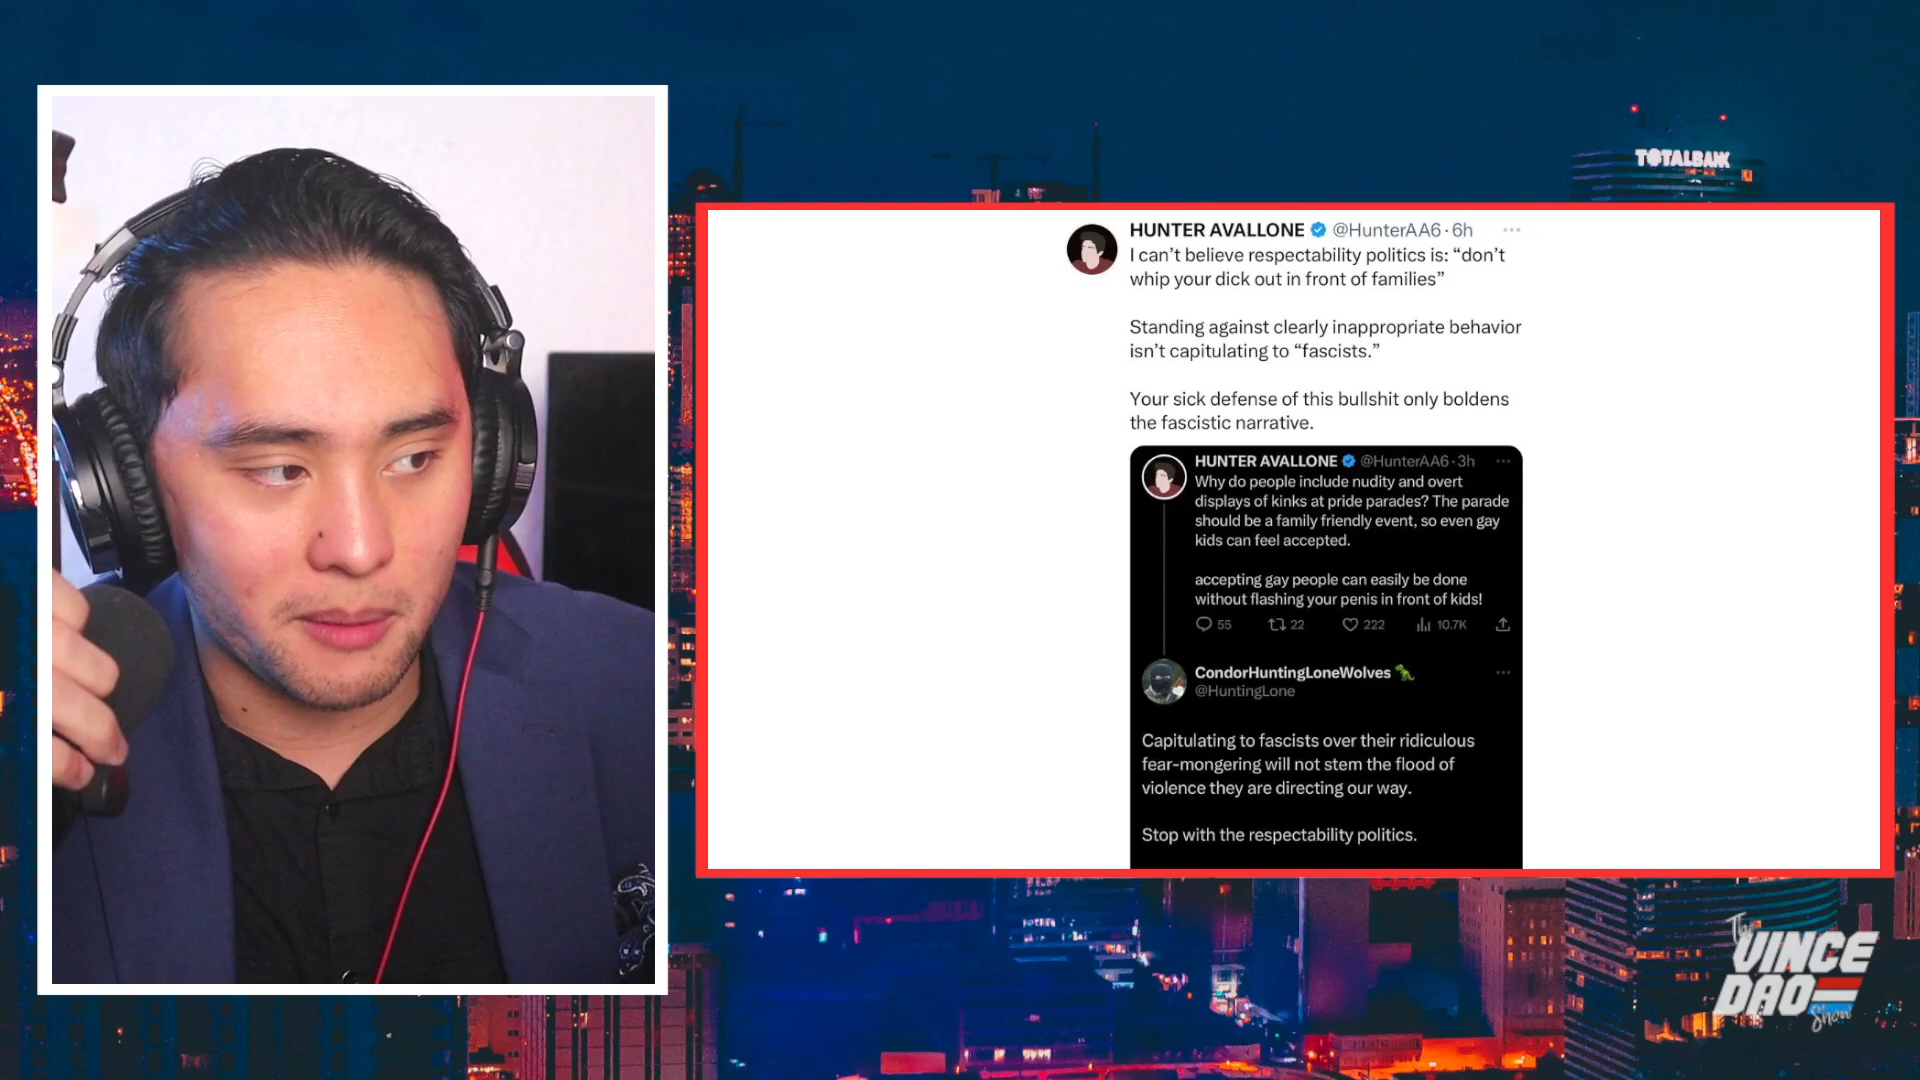 TOTALBANK
HUNTER AVALLONE @HunterAA6 · 6h
I can’t believe respectability politics is: “don’t
whip your dick out in front of families”
Standing against clearly inappropriate behavior
isn’t capitulating to “fascists.”
Your sick defense of this bullshit only boldens
the fascistic narrative.
HUNTER AVALLONE @HunterAA6 · 3h
Why do people include nudity and overt
displays of kinks at pride parades? The parade
should be a family friendly event, so even gay
kids can feel accepted.
accepting gay people can easily be done
without flashing your penis in front of kids!
55 22 222 10.7K
CondorHuntingLoneWolves 🦖
@HuntingLone
Capitulating to fascists over their ridiculous
fear-mongering will not stem the flood of
violence they are directing our way.
Stop with the respectability politics.
The
VINCE
DAO
Show